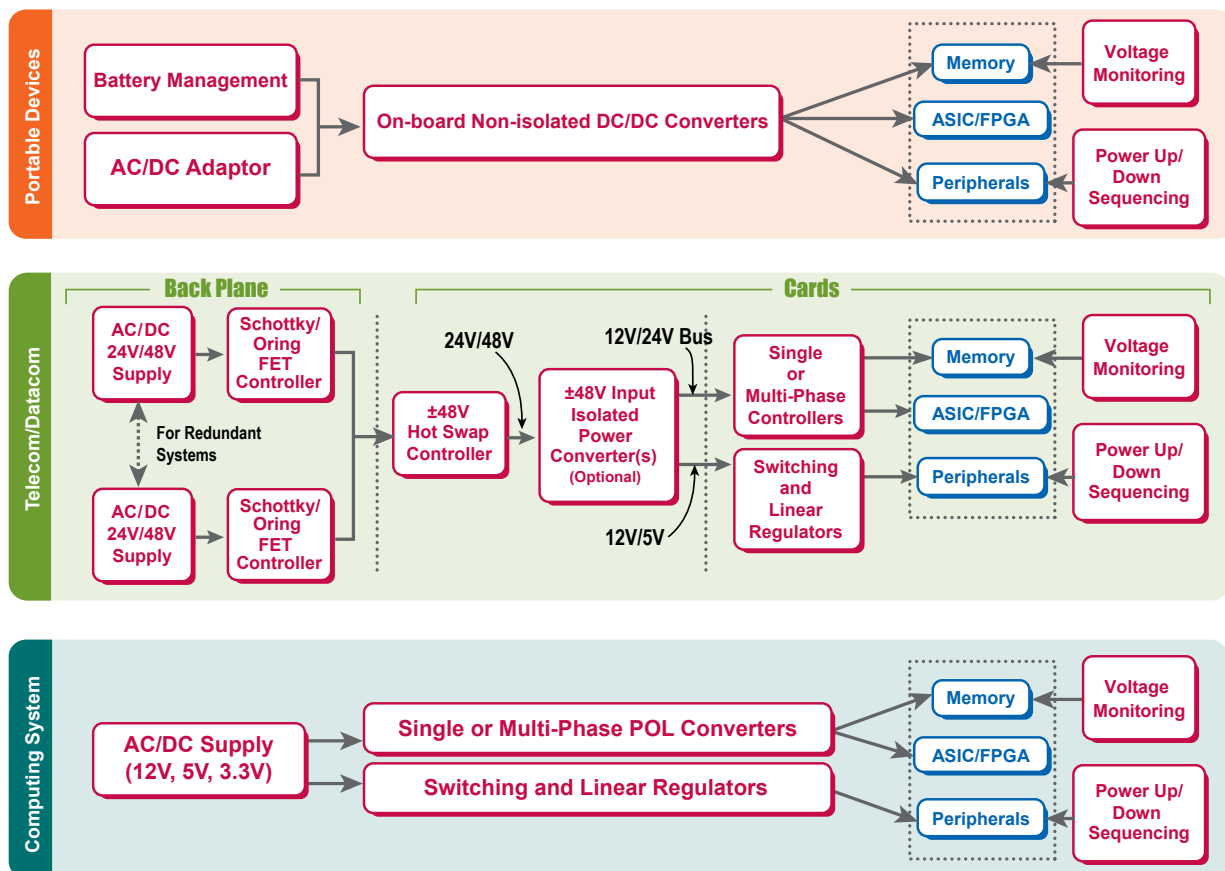 Portable Devices
Battery Management
AC/DC Adaptor
On-board Non-isolated DC/DC Converters
Memory
ASIC/FPGA
Peripherals
Voltage
Monitoring
Power Up/
Down
Sequencing
Telecom/Datacom
Back Plane
Cards
AC/DC
24V/48V
Supply
Schottky/
Oring
FET
Controller
For Redundant
Systems
AC/DC
24V/48V
Supply
Schottky/
Oring
FET
Controller
±48V
Hot Swap
Controller
24V/48V
±48V Input
Isolated
Power
Converter(s)
(Optional)
12V/24V Bus
12V/5V
Single
or
Multi-Phase
Controllers
Switching
and
Linear
Regulators
Memory
ASIC/FPGA
Peripherals
Voltage
Monitoring
Power Up/
Down
Sequencing
Computing System
AC/DC Supply
(12V, 5V, 3.3V)
Single or Multi-Phase POL Converters
Switching and Linear Regulators
Memory
ASIC/FPGA
Peripherals
Voltage
Monitoring
Power Up/
Down
Sequencing